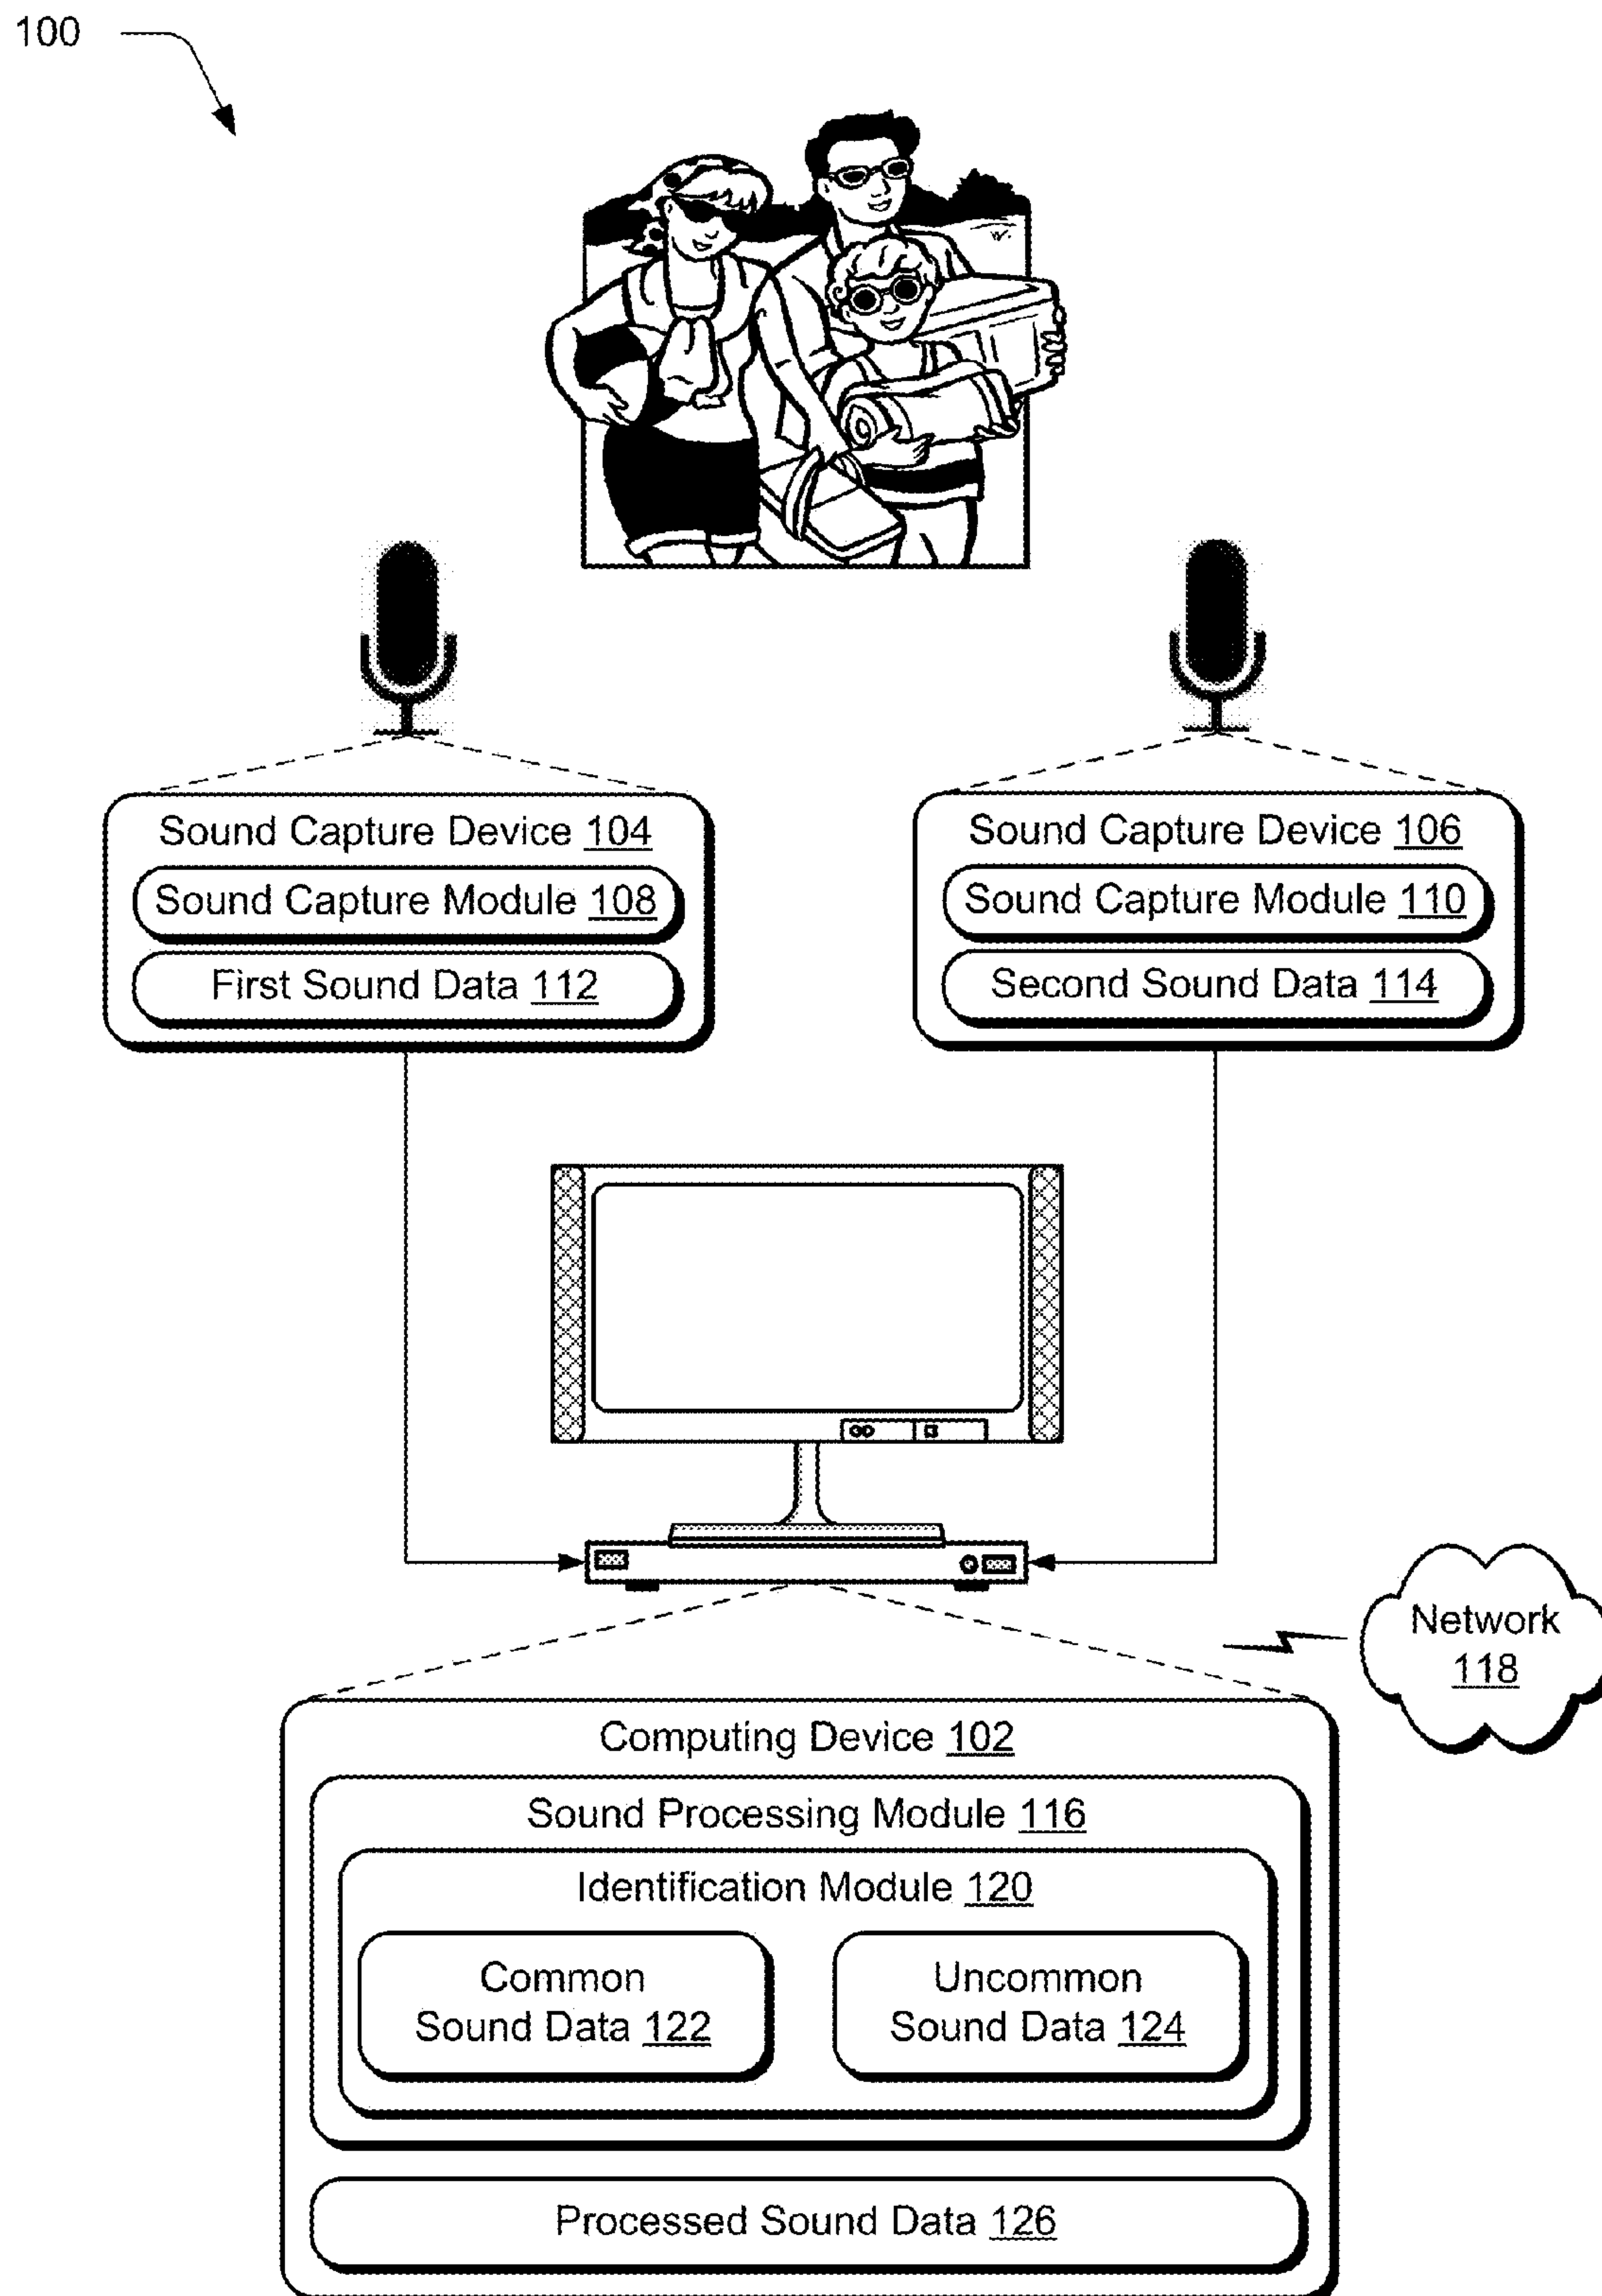 100
Sound Capture Device 104
Sound Capture Module 108
First Sound Data 112
Sound Capture Device 106
Sound Capture Module 110
Second Sound Data 114
Network
118
Computing Device 102
Sound Processing Module 116
Identification Module 120
Common
Sound Data 122
Uncommon
Sound Data 124
Processed Sound Data 126